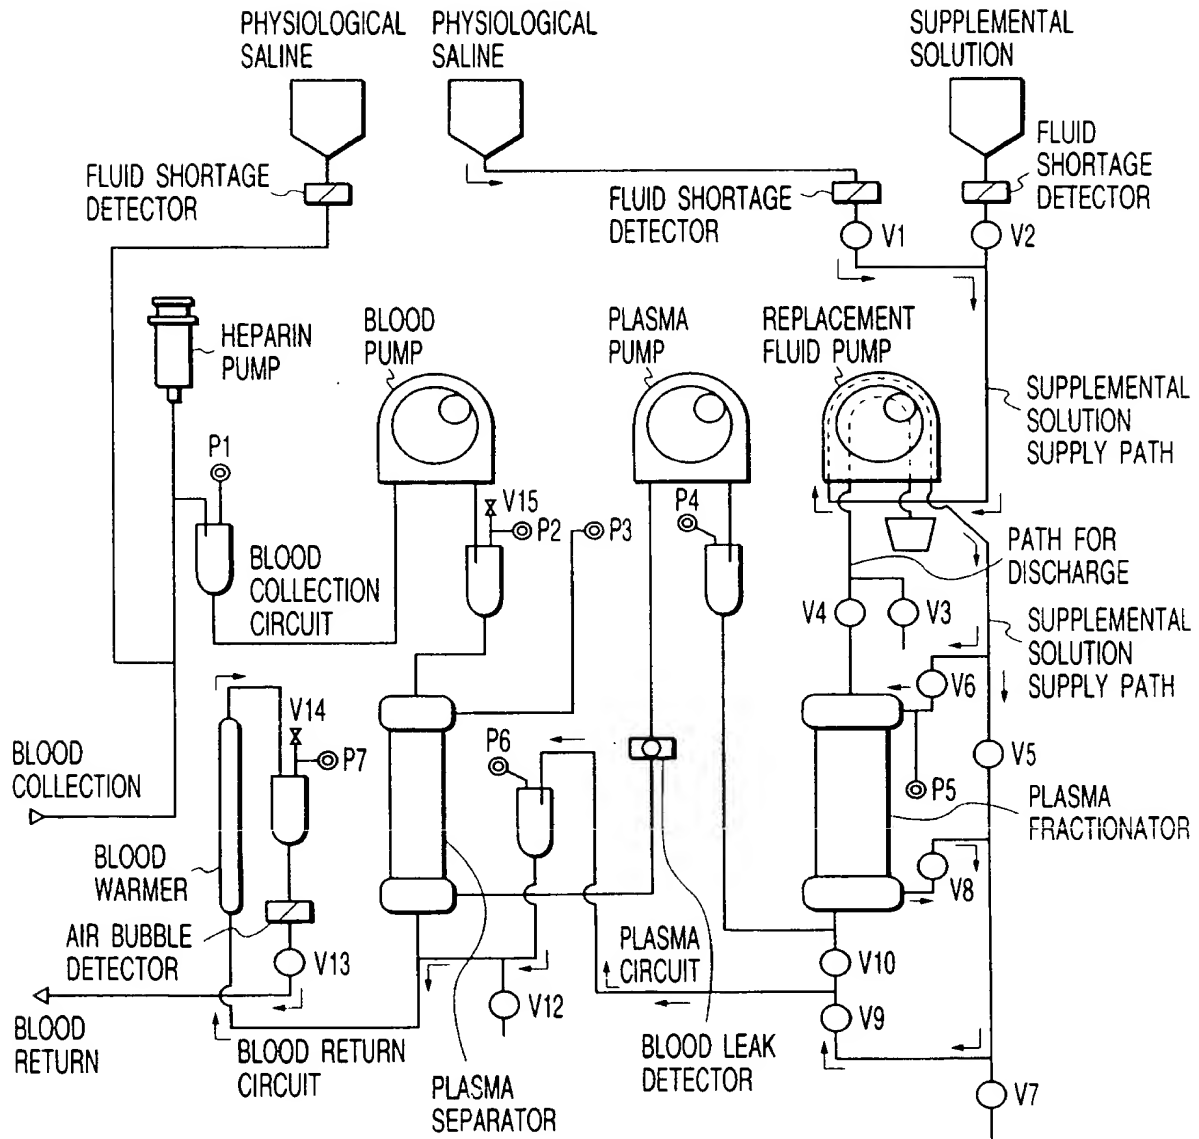 PHYSIOLOGICAL
SALINE
PHYSIOLOGICAL
SALINE
SUPPLEMENTAL
SOLUTION
FLUID SHORTAGE
DETECTOR
FLUID SHORTAGE
DETECTOR
FLUID
SHORTAGE
DETECTOR
V1
V2
HEPARIN
PUMP
BLOOD
PUMP
PLASMA
PUMP
REPLACEMENT
FLUID PUMP
SUPPLEMENTAL
SOLUTION
SUPPLY PATH
P1
V15
P2
P3
P4
BLOOD
COLLECTION
CIRCUIT
PATH FOR
DISCHARGE
V4
V3
SUPPLEMENTAL
SOLUTION
SUPPLY PATH
V6
V14
P7
P6
V5
P5
BLOOD
COLLECTION
PLASMA
FRACTIONATOR
BLOOD
WARMER
V8
AIR BUBBLE
DETECTOR
V13
PLASMA
CIRCUIT
V10
V12
V9
BLOOD
RETURN
BLOOD RETURN
CIRCUIT
PLASMA
SEPARATOR
BLOOD LEAK
DETECTOR
V7